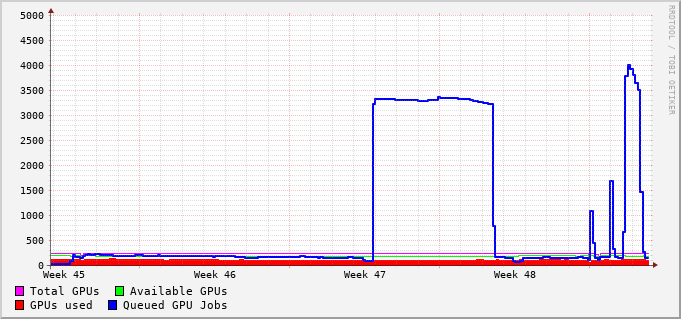 RRDTOOL / TOBI OETIKER
5000
4500
4000
3500
3000
2500
2000
1500
1000
500
0
Week 45 Week 46 Week 47 Week 48
Total GPUs Available GPUs
GPUs used Queued GPU Jobs